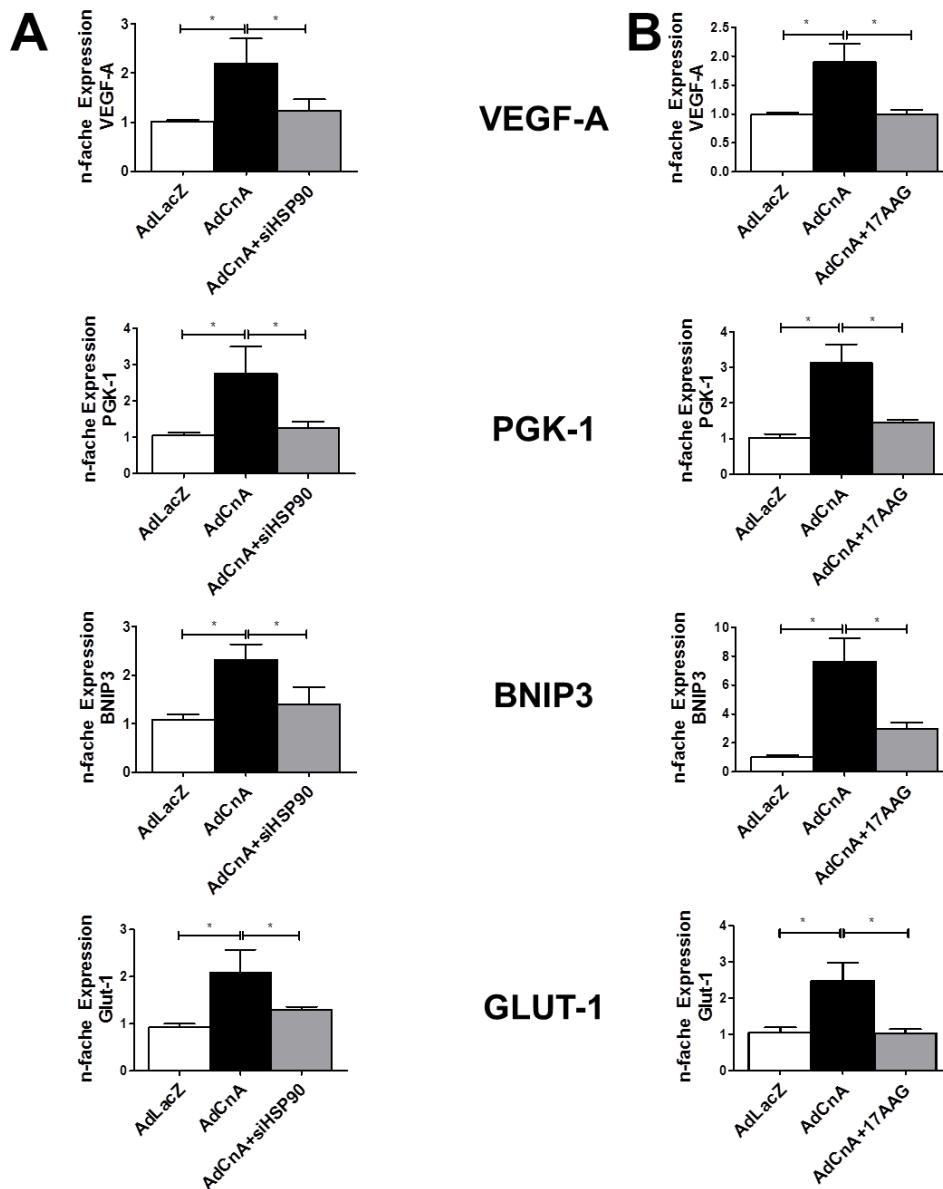 A
B
* *
n-fache Expression
VEGF-A
3
2
1
0
AdLacZ
AdCnA
AdCnA+siHSP90
VEGF-A
* *
n-fache Expression
VEGF-A
2.5
2.0
1.5
1.0
0.5
0.0
AdLacZ
AdCnA
AdCnA+17AAG
* *
n-fache Expression
PGK-1
4
3
2
1
0
AdLacZ
AdCnA
AdCnA+siHSP90
PGK-1
* *
n-fache Expression
PGK-1
4
3
2
1
0
AdLacZ
AdCnA
AdCnA+17AAG
* *
n-fache Expression
BNIP3
3
2
1
0
AdLacZ
AdCnA
AdCnA+siHSP90
BNIP3
* *
n-fache Expression
BNIP3
10
8
6
4
2
0
AdLacZ
AdCnA
AdCnA+17AAG
* *
n-fache Expression
Glut-1
3
2
1
0
AdLacZ
AdCnA
AdCnA+siHSP90
GLUT-1
* *
n-fache Expression
Glut-1
4
3
2
1
0
AdLacZ
AdCnA
AdCnA+17AAG